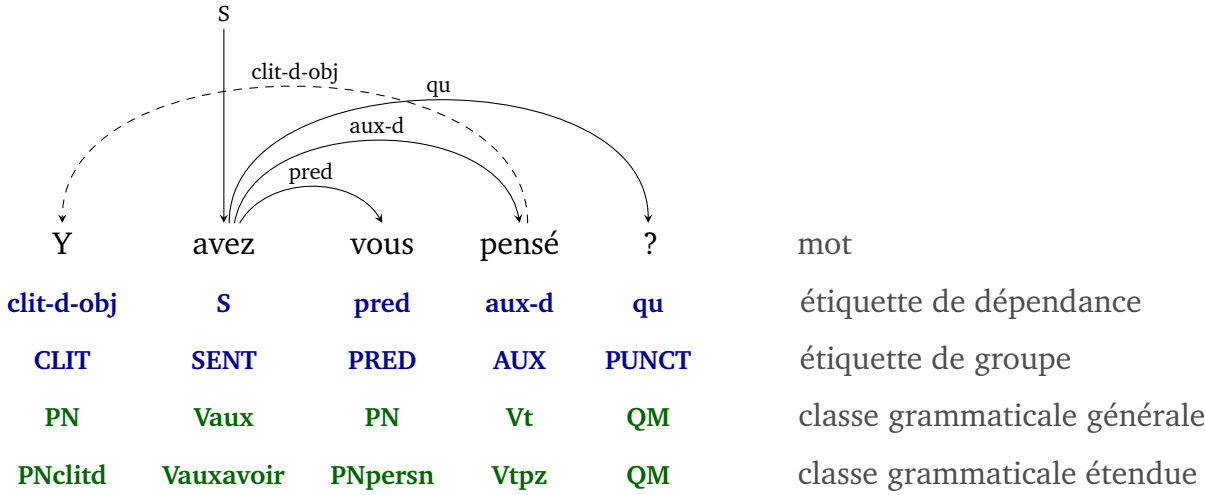 S
clit-d-obj
qu
aux-d
pred
Y avez vous pensé ? mot
clit-d-obj S pred aux-d qu étiquette de dépendance
CLIT SENT PRED AUX PUNCT étiquette de groupe
PN Vaux PN Vt QM classe grammaticale générale
PNclitd Vauxavoir PNpersn Vtpz QM classe grammaticale étendue